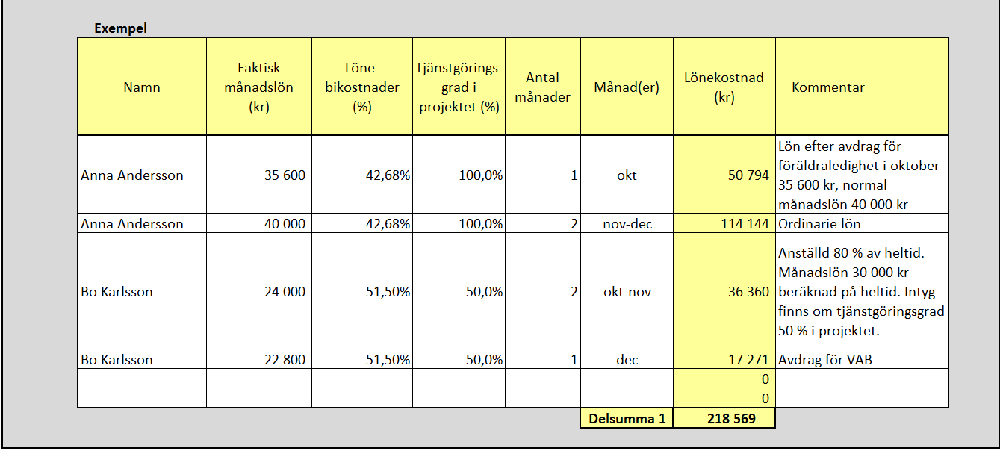 Exempel
Namn
Faktisk
månadslön
(kr)
Löne-
bikostnader
(%)
Tjänstgörings-
grad i
projektet (%)
Antal
månader
Månad(er)
Lönekostnad
(kr)
Kommentar
Anna Andersson 35 600 42,68% 100,0% 1 okt 50 794
Lön efter avdrag för
föräldraledighet i oktober
35 600 kr, normal
månadslön 40 000 kr
Anna Andersson 40 000 42,68% 100,0% 2 nov-dec 114 144 Ordinarie lön
Bo Karlsson 24 000 51,50% 50,0% 2 okt-nov 36 360
Anställd 80 % av heltid.
Månadslön 30 000 kr
beräknad på heltid. Intyg
finns om tjänstgöringsgrad
50 % i projektet.
Bo Karlsson 22 800 51,50% 50,0% 1 dec 17 271 Avdrag för VAB
0
0
Delsumma 1 218 569